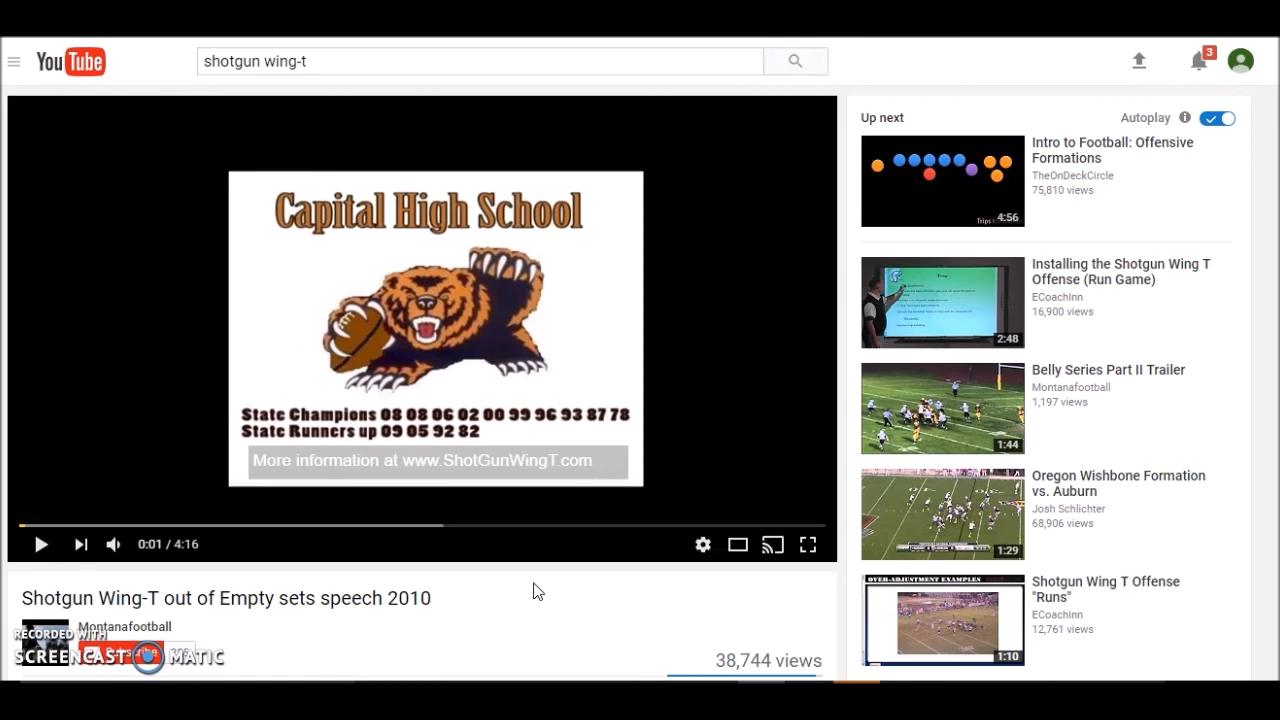 YouTube
shotgun wing-t
3
Capital High School
State Champions 08 08 06 02 00 99 96 93 87 78
State Runners up 09 05 92 82
More information at www.ShotGunWingT.com
0:01 / 4:16
Shotgun Wing-T out of Empty sets speech 2010
Montanafootball
Subscribe
RECORDED WITH
SCREENCAST MATIC
38,744 views
Up next
Autoplay
Trips
4:56
Intro to Football: Offensive
Formations
TheOnDeckCircle
75,810 views
2:48
Installing the Shotgun Wing T
Offense (Run Game)
ECoachInn
16,900 views
1:44
Belly Series Part II Trailer
Montanafootball
1,197 views
1:29
Oregon Wishbone Formation
vs. Auburn
Josh Schlichter
68,906 views
OVER-ADJUSTMENT EXAMPLES
1:10
Shotgun Wing T Offense
"Runs"
ECoachInn
12,761 views